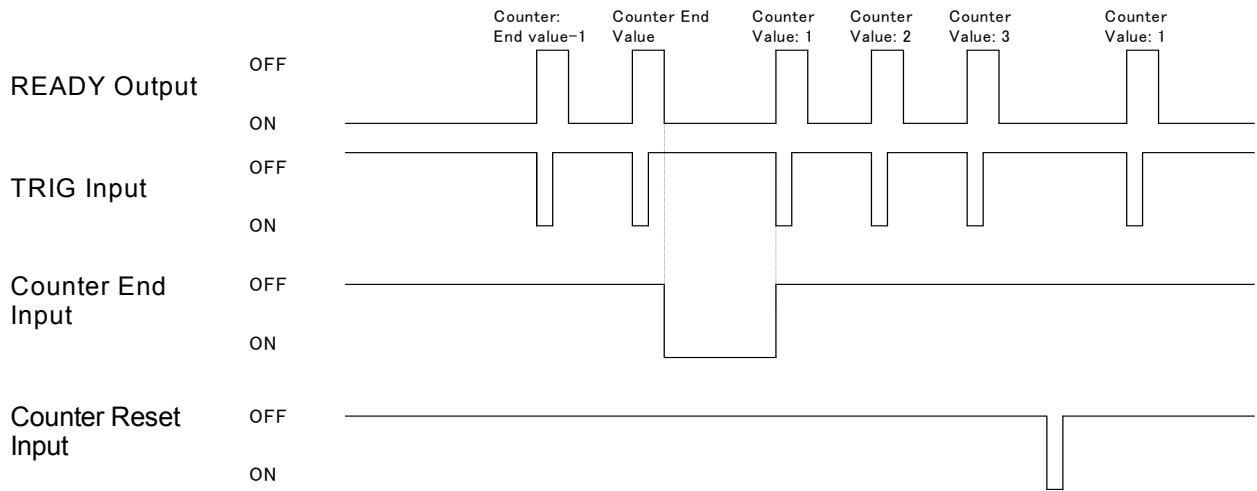 Counter:
End value-1
Counter End
Value
Counter
Value: 1
Counter
Value: 2
Counter
Value: 3
Counter
Value: 1
READY Output
OFF
ON
TRIG Input
OFF
ON
Counter End
Input
OFF
ON
Counter Reset
Input
OFF
ON